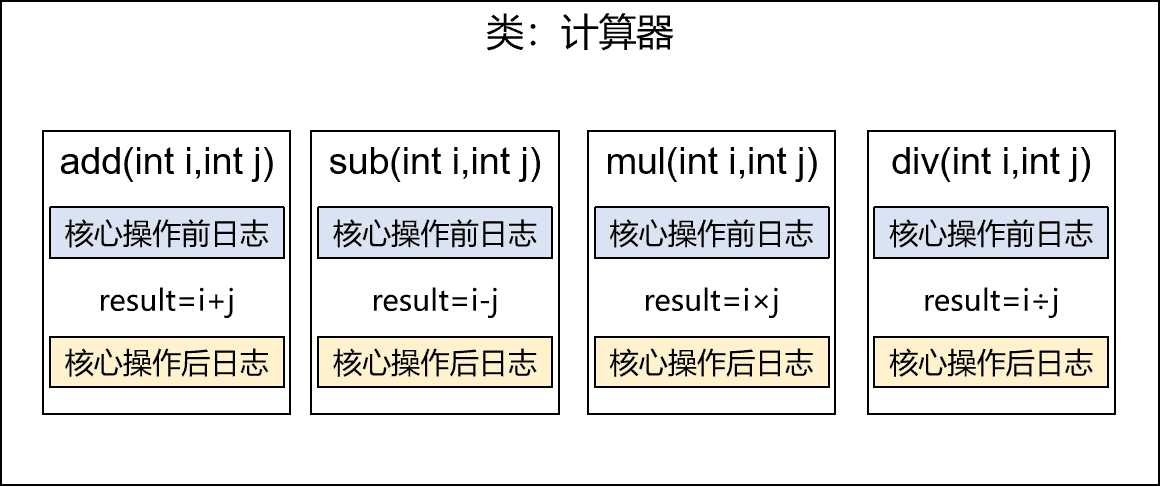 类：计算器
add(int i,int j)
核心操作前日志
result=i+j
核心操作后日志
sub(int i,int j)
核心操作前日志
result=i-j
核心操作后日志
mul(int i,int j)
核心操作前日志
result=i×j
核心操作后日志
div(int i,int j)
核心操作前日志
result=i÷j
核心操作后日志